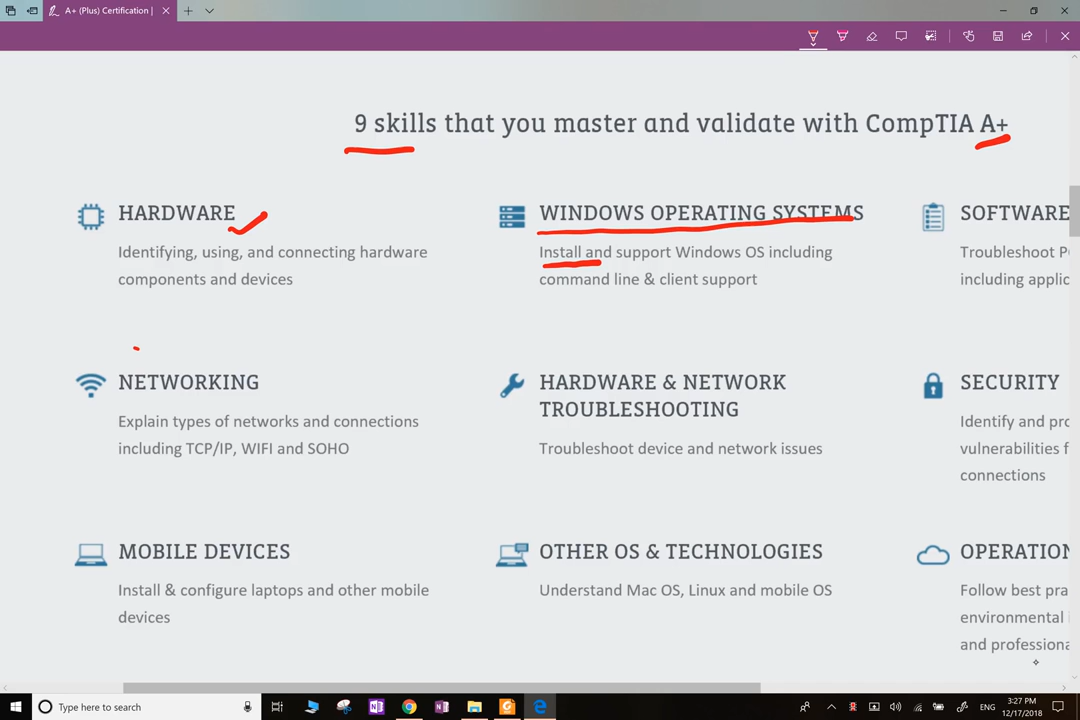 A+ (Plus) Certification |
9 skills that you master and validate with CompTIA A+
HARDWARE
Identifying, using, and connecting hardware
components and devices
WINDOWS OPERATING SYSTEMS
Install and support Windows OS including
command line & client support
SOFTWARE
Troubleshoot P
including applic
NETWORKING
Explain types of networks and connections
including TCP/IP, WIFI and SOHO
HARDWARE & NETWORK
TROUBLESHOOTING
Troubleshoot device and network issues
SECURITY
Identify and pro
vulnerabilities f
connections
MOBILE DEVICES
Install & configure laptops and other mobile
devices
OTHER OS & TECHNOLOGIES
Understand Mac OS, Linux and mobile OS
OPERATION
Follow best pra
environmental i
and professiona
Type here to search
ENG
3:27 PM
12/17/2018